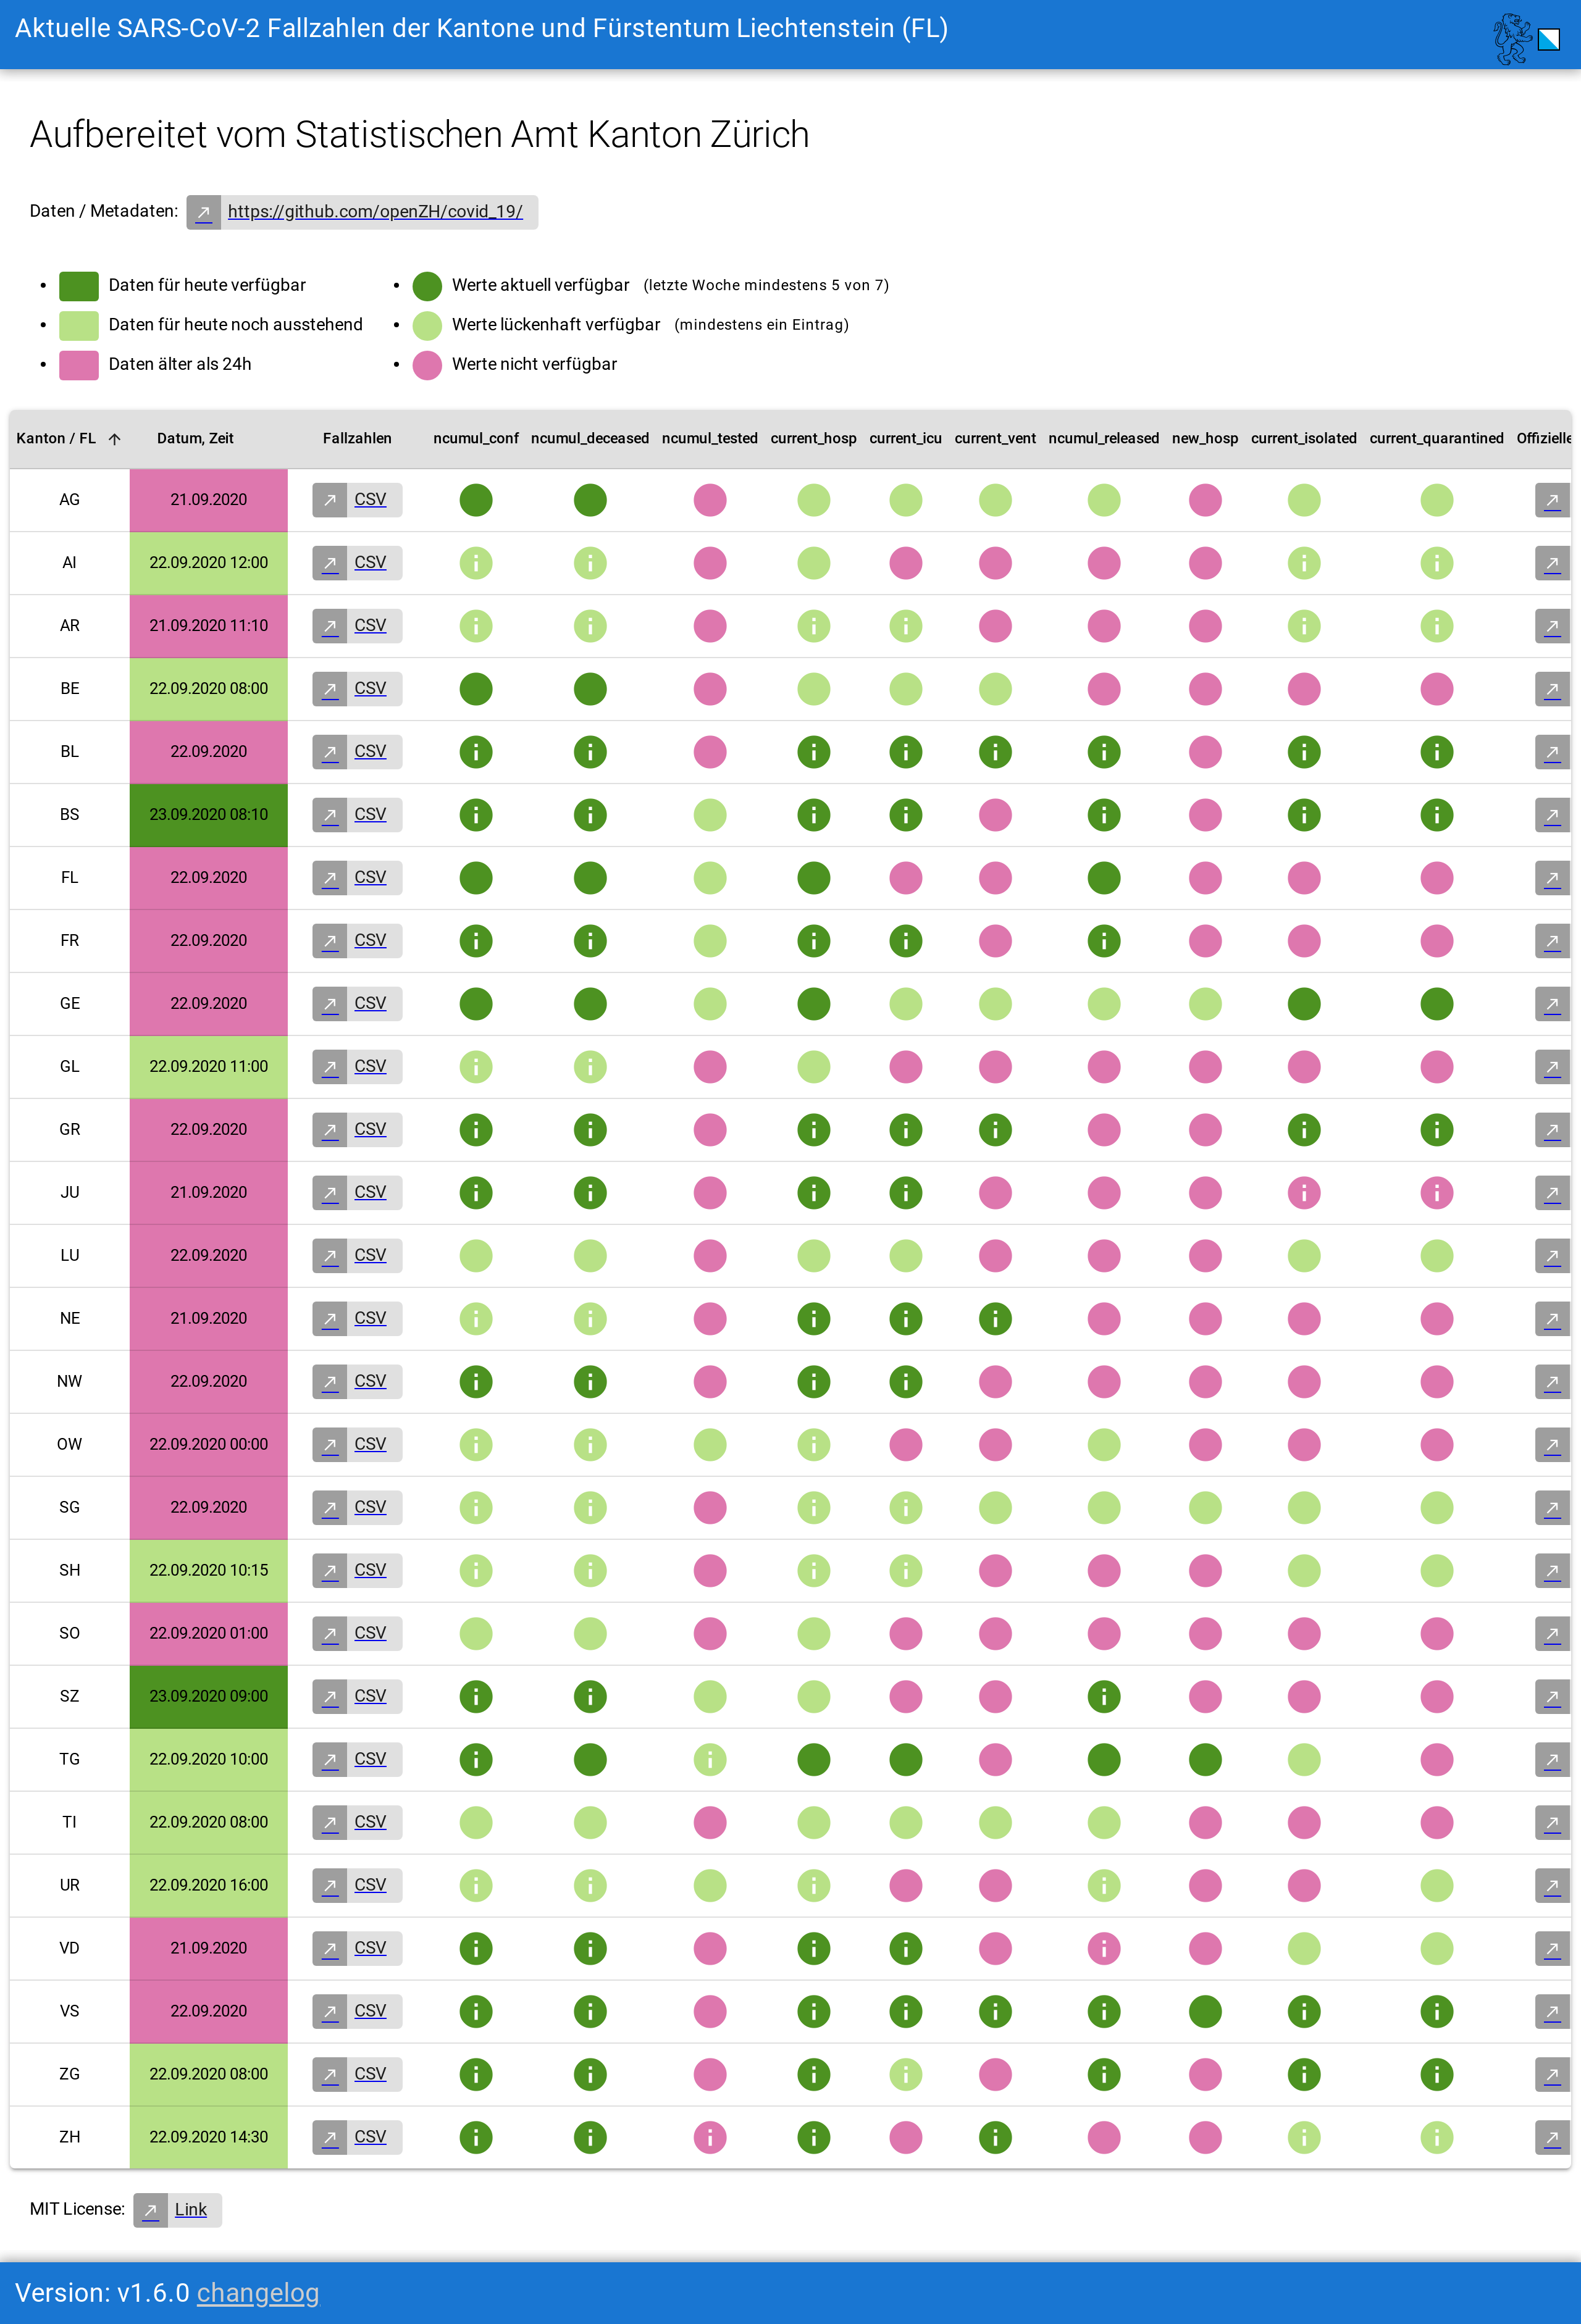 Aktuelle SARS-CoV-2 Fallzahlen der Kantone und Fürstentum Liechtenstein (FL)
Aufbereitet vom Statistischen Amt Kanton Zürich
Daten / Metadaten: https://github.com/openZH/covid_19/
Daten für heute verfügbar
Daten für heute noch ausstehend
Daten älter als 24h
Werte aktuell verfügbar (letzte Woche mindestens 5 von 7)
Werte lückenhaft verfügbar (mindestens ein Eintrag)
Werte nicht verfügbar
Kanton / FL Datum, Zeit Fallzahlen ncumul_conf ncumul_deceased ncumul_tested current_hosp current_icu current_vent ncumul_released new_hosp current_isolated current_quarantined Offizielle
AG 21.09.2020 CSV
AI 22.09.2020 12:00 CSV
AR 21.09.2020 11:10 CSV
BE 22.09.2020 08:00 CSV
BL 22.09.2020 CSV
BS 23.09.2020 08:10 CSV
FL 22.09.2020 CSV
FR 22.09.2020 CSV
GE 22.09.2020 CSV
GL 22.09.2020 11:00 CSV
GR 22.09.2020 CSV
JU 21.09.2020 CSV
LU 22.09.2020 CSV
NE 21.09.2020 CSV
NW 22.09.2020 CSV
OW 22.09.2020 00:00 CSV
SG 22.09.2020 CSV
SH 22.09.2020 10:15 CSV
SO 22.09.2020 01:00 CSV
SZ 23.09.2020 09:00 CSV
TG 22.09.2020 10:00 CSV
TI 22.09.2020 08:00 CSV
UR 22.09.2020 16:00 CSV
VD 21.09.2020 CSV
VS 22.09.2020 CSV
ZG 22.09.2020 08:00 CSV
ZH 22.09.2020 14:30 CSV
MIT License: Link
Version: v1.6.0 changelog